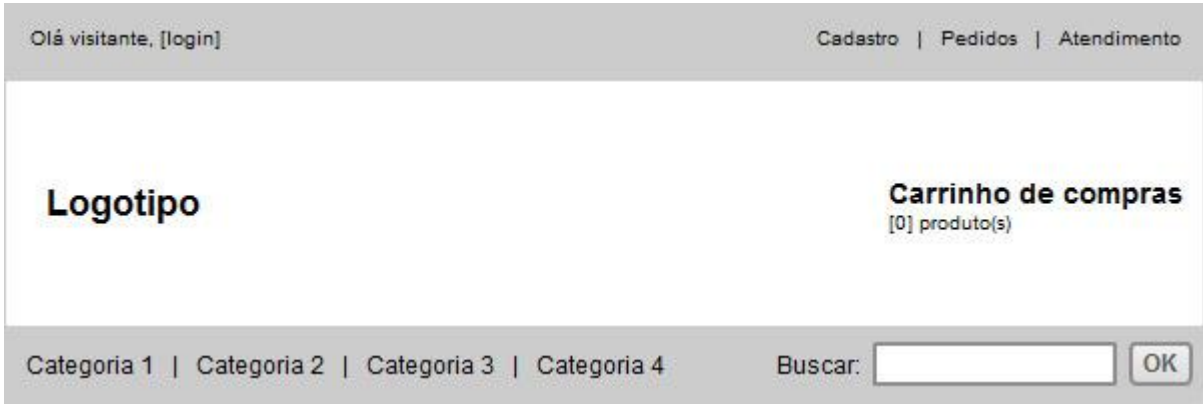 Olá visitante, [login] Cadastro | Pedidos | Atendimento
Logotipo
Carrinho de compras
[0] produto(s)
Categoria 1 | Categoria 2 | Categoria 3 | Categoria 4 Buscar: OK